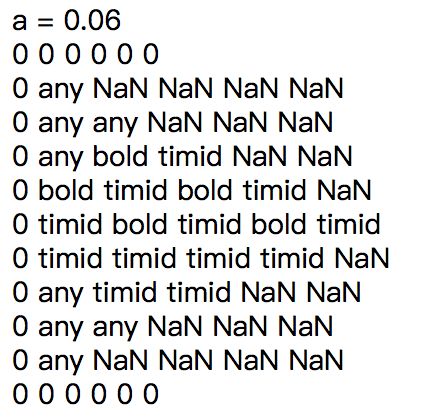 a = 0.06
0 0 0 0 0 0
0 any NaN NaN NaN NaN
0 any any NaN NaN NaN
0 any bold timid NaN NaN
0 bold timid bold timid NaN
0 timid bold timid bold timid
0 timid timid timid timid NaN
0 any timid timid NaN NaN
0 any any NaN NaN NaN
0 any NaN NaN NaN NaN
0 0 0 0 0 0